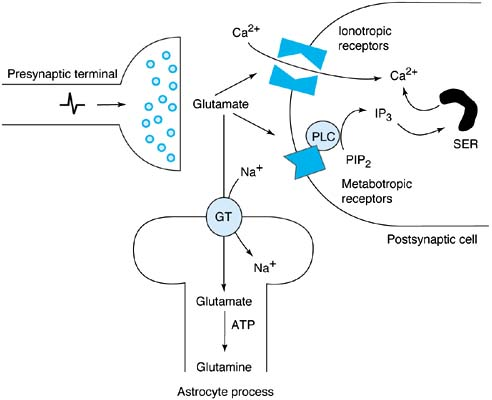 Ca2+
Ionotropic
receptors
Presynaptic terminal
Ca2+
Glutamate
IP3
PLC
SER
PIP2
Na+
Metabotropic
receptors
GT
Postsynaptic cell
Na+
Glutamate
ATP
Glutamine
Astrocyte process